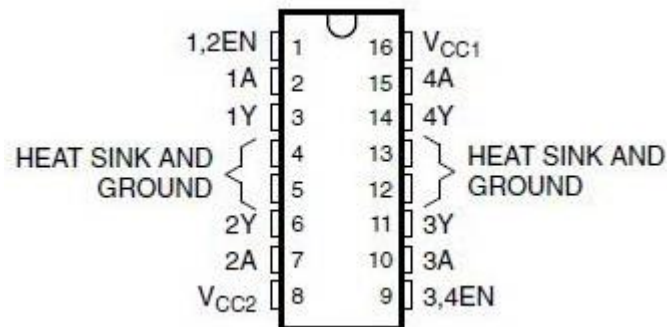 1,2EN 1 16 VCC1
1A 2 15 4A
1Y 3 14 4Y
HEAT SINK AND 4 13 HEAT SINK AND
GROUND 5 12 GROUND
2Y 6 11 3Y
2A 7 10 3A
VCC2 8 9 3,4EN